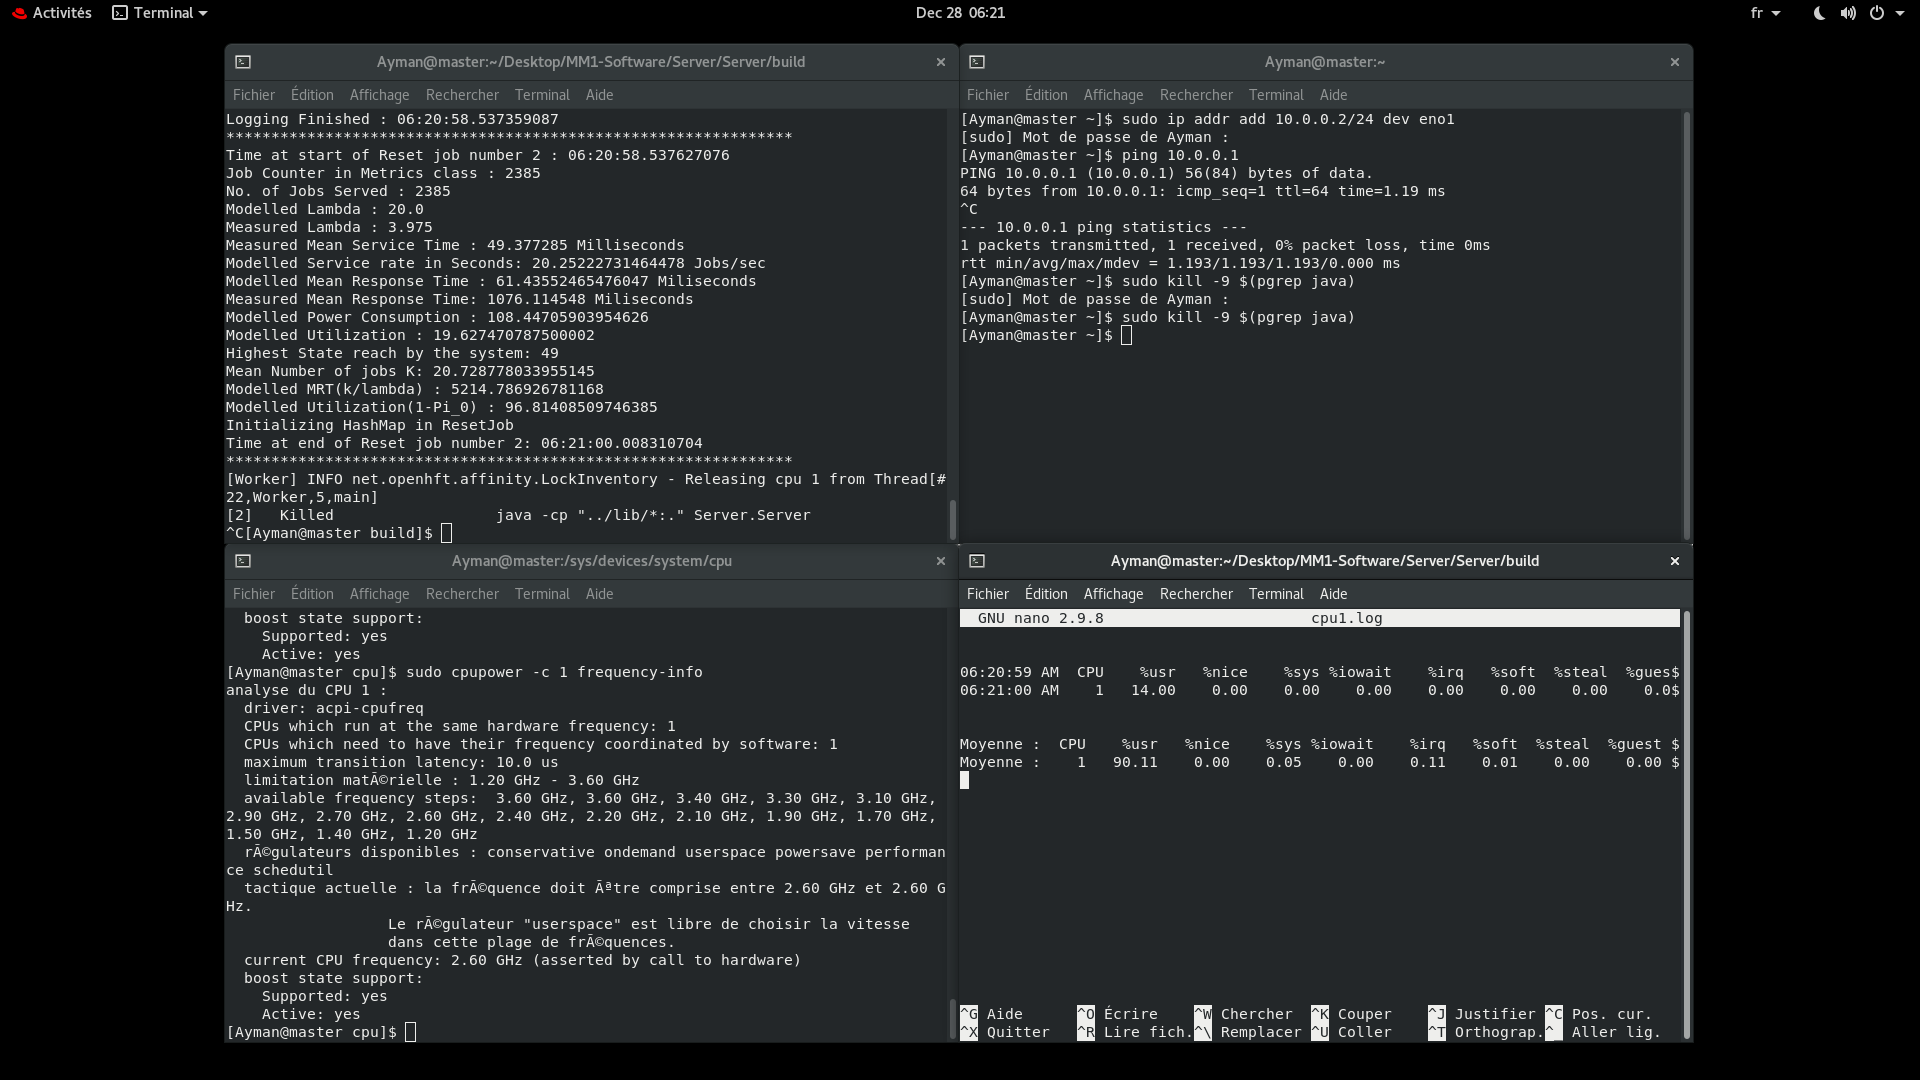 Activités Terminal Dec 28 06:21 fr
Ayman@master:~/Desktop/MM1-Software/Server/Server/build
Fichier Édition Affichage Rechercher Terminal Aide
Logging Finished : 06:20:58.537359087
***************************************************************
Time at start of Reset job number 2 : 06:20:58.537627076
Job Counter in Metrics class : 2385
No. of Jobs Served : 2385
Modelled Lambda : 20.0
Measured Lambda : 3.975
Measured Mean Service Time : 49.377285 Milliseconds
Modelled Service rate in Seconds: 20.25222731464478 Jobs/sec
Modelled Mean Response Time : 61.43552465476047 Miliseconds
Measured Mean Response Time: 1076.114548 Miliseconds
Modelled Power Consumption : 108.44705903954626
Modelled Utilization : 19.627470787500002
Highest State reach by the system: 49
Mean Number of jobs K: 20.728778033955145
Modelled MRT(k/lambda) : 5214.786926781168
Modelled Utilization(1-Pi_0) : 96.81408509746385
Initializing HashMap in ResetJob
Time at end of Reset job number 2: 06:21:00.008310704
***************************************************************
[Worker] INFO net.openhft.affinity.LockInventory - Releasing cpu 1 from Thread[#
22,Worker,5,main]
[2]   Killed                  java -cp "../lib/*:." Server.Server
^C[Ayman@master build]$
Ayman@master:~
Fichier Édition Affichage Rechercher Terminal Aide
[Ayman@master ~]$ sudo ip addr add 10.0.0.2/24 dev eno1
[sudo] Mot de passe de Ayman :
[Ayman@master ~]$ ping 10.0.0.1
PING 10.0.0.1 (10.0.0.1) 56(84) bytes of data.
64 bytes from 10.0.0.1: icmp_seq=1 ttl=64 time=1.19 ms
^C
--- 10.0.0.1 ping statistics ---
1 packets transmitted, 1 received, 0% packet loss, time 0ms
rtt min/avg/max/mdev = 1.193/1.193/1.193/0.000 ms
[Ayman@master ~]$ sudo kill -9 $(pgrep java)
[sudo] Mot de passe de Ayman :
[Ayman@master ~]$ sudo kill -9 $(pgrep java)
[Ayman@master ~]$
Ayman@master:/sys/devices/system/cpu
Fichier Édition Affichage Rechercher Terminal Aide
boost state support:
Supported: yes
Active: yes
[Ayman@master cpu]$ sudo cpupower -c 1 frequency-info
analyse du CPU 1 :
driver: acpi-cpufreq
CPUs which run at the same hardware frequency: 1
CPUs which need to have their frequency coordinated by software: 1
maximum transition latency: 10.0 us
limitation matÃ©rielle : 1.20 GHz - 3.60 GHz
available frequency steps:  3.60 GHz, 3.60 GHz, 3.40 GHz, 3.30 GHz, 3.10 GHz,
2.90 GHz, 2.70 GHz, 2.60 GHz, 2.40 GHz, 2.20 GHz, 2.10 GHz, 1.90 GHz, 1.70 GHz,
1.50 GHz, 1.40 GHz, 1.20 GHz
rÃ©gulateurs disponibles : conservative ondemand userspace powersave performan
ce schedutil
tactique actuelle : la frÃ©quence doit Ãªtre comprise entre 2.60 GHz et 2.60 G
Hz.
Le rÃ©gulateur "userspace" est libre de choisir la vitesse
dans cette plage de frÃ©quences.
current CPU frequency: 2.60 GHz (asserted by call to hardware)
boost state support:
Supported: yes
Active: yes
[Ayman@master cpu]$
Ayman@master:~/Desktop/MM1-Software/Server/Server/build
Fichier Édition Affichage Rechercher Terminal Aide
GNU nano 2.9.8 cpu1.log
06:20:59 AM  CPU    %usr   %nice    %sys %iowait    %irq   %soft  %steal  %gues$
06:21:00 AM    1   14.00    0.00    0.00    0.00    0.00    0.00    0.00    0.0$
Moyenne :  CPU    %usr   %nice    %sys %iowait    %irq   %soft  %steal  %guest $
Moyenne :    1   90.11    0.00    0.05    0.00    0.11    0.01    0.00    0.00 $
^G Aide ^O Écrire ^W Chercher ^K Couper ^J Justifier ^C Pos. cur.
^X Quitter ^R Lire fich. ^\ Remplacer ^U Coller ^T Orthograp. ^_ Aller lig.